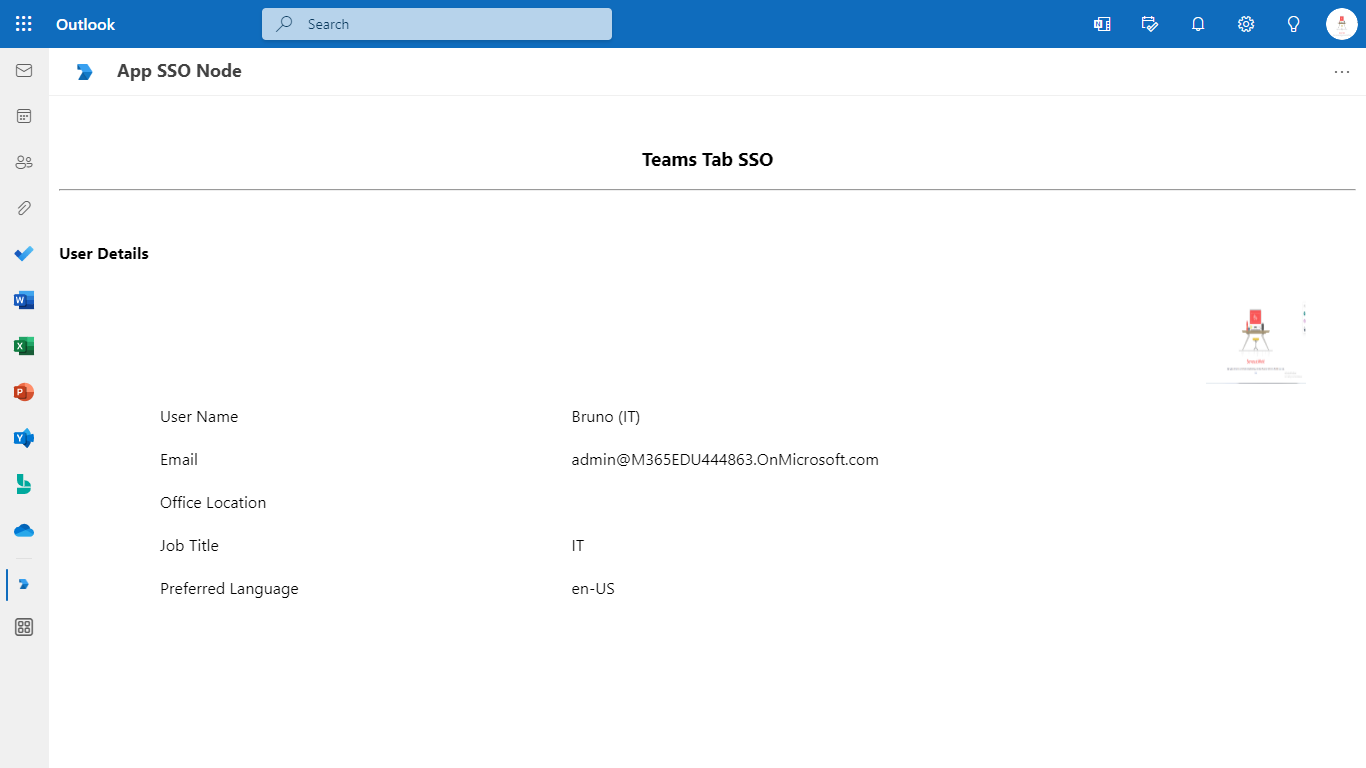 Outlook
Search
App SSO Node
Teams Tab SSO
User Details
User Name Bruno (IT)
Email admin@M365EDU444863.OnMicrosoft.com
Office Location
Job Title IT
Preferred Language en-US